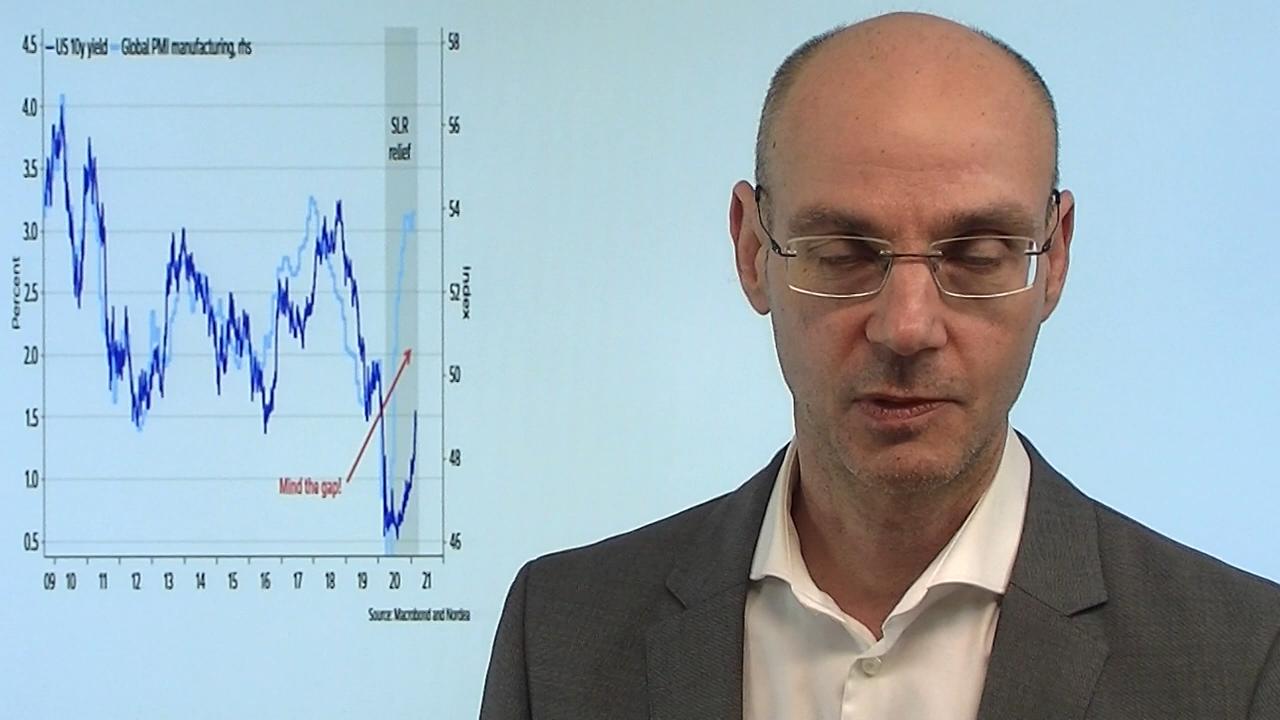 US 10y yield Global PMI manufacturing, rhs
4.5
4.0
3.5
3.0
2.5
2.0
1.5
1.0
0.5
Percent
58
56
54
52
50
48
46
Index
SLR
relief
Mind the gap!
09 10 11 12 13 14 15 16 17 18 19 20 21
Source: Macrobond and Nordea